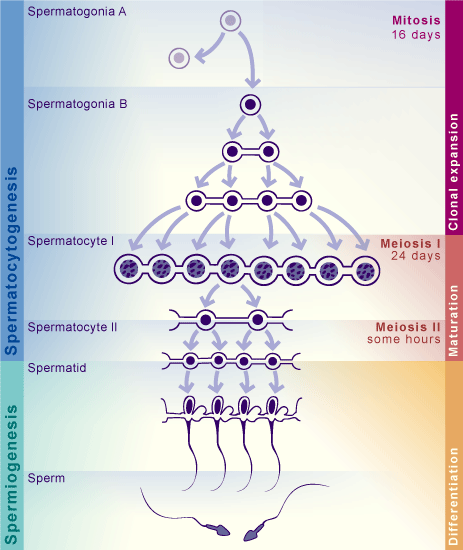 Spermatogonia A
Mitosis
16 days
Spermatogonia B
Clonal expansion
Spermatocytogenesis
Spermatocyte I
Meiosis I
24 days
Maturation
Spermatocyte II
Meiosis II
some hours
Spermatid
Spermiogenesis
Differentiation
Sperm